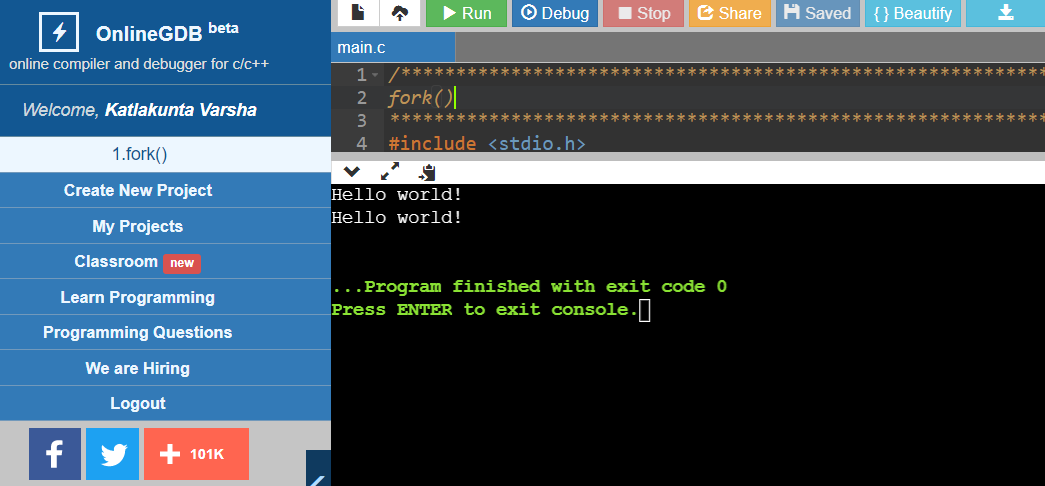 OnlineGDB beta
online compiler and debugger for c/c++
Welcome, Katlakunta Varsha
1.fork()
Create New Project
My Projects
Classroom new
Learn Programming
Programming Questions
We are Hiring
Logout
101K
Run Debug Stop Share Saved { } Beautify
main.c
1 /************************************************************
2 fork()
3 ************************************************************
4 #include <stdio.h>
Hello world!
Hello world!
...Program finished with exit code 0
Press ENTER to exit console.